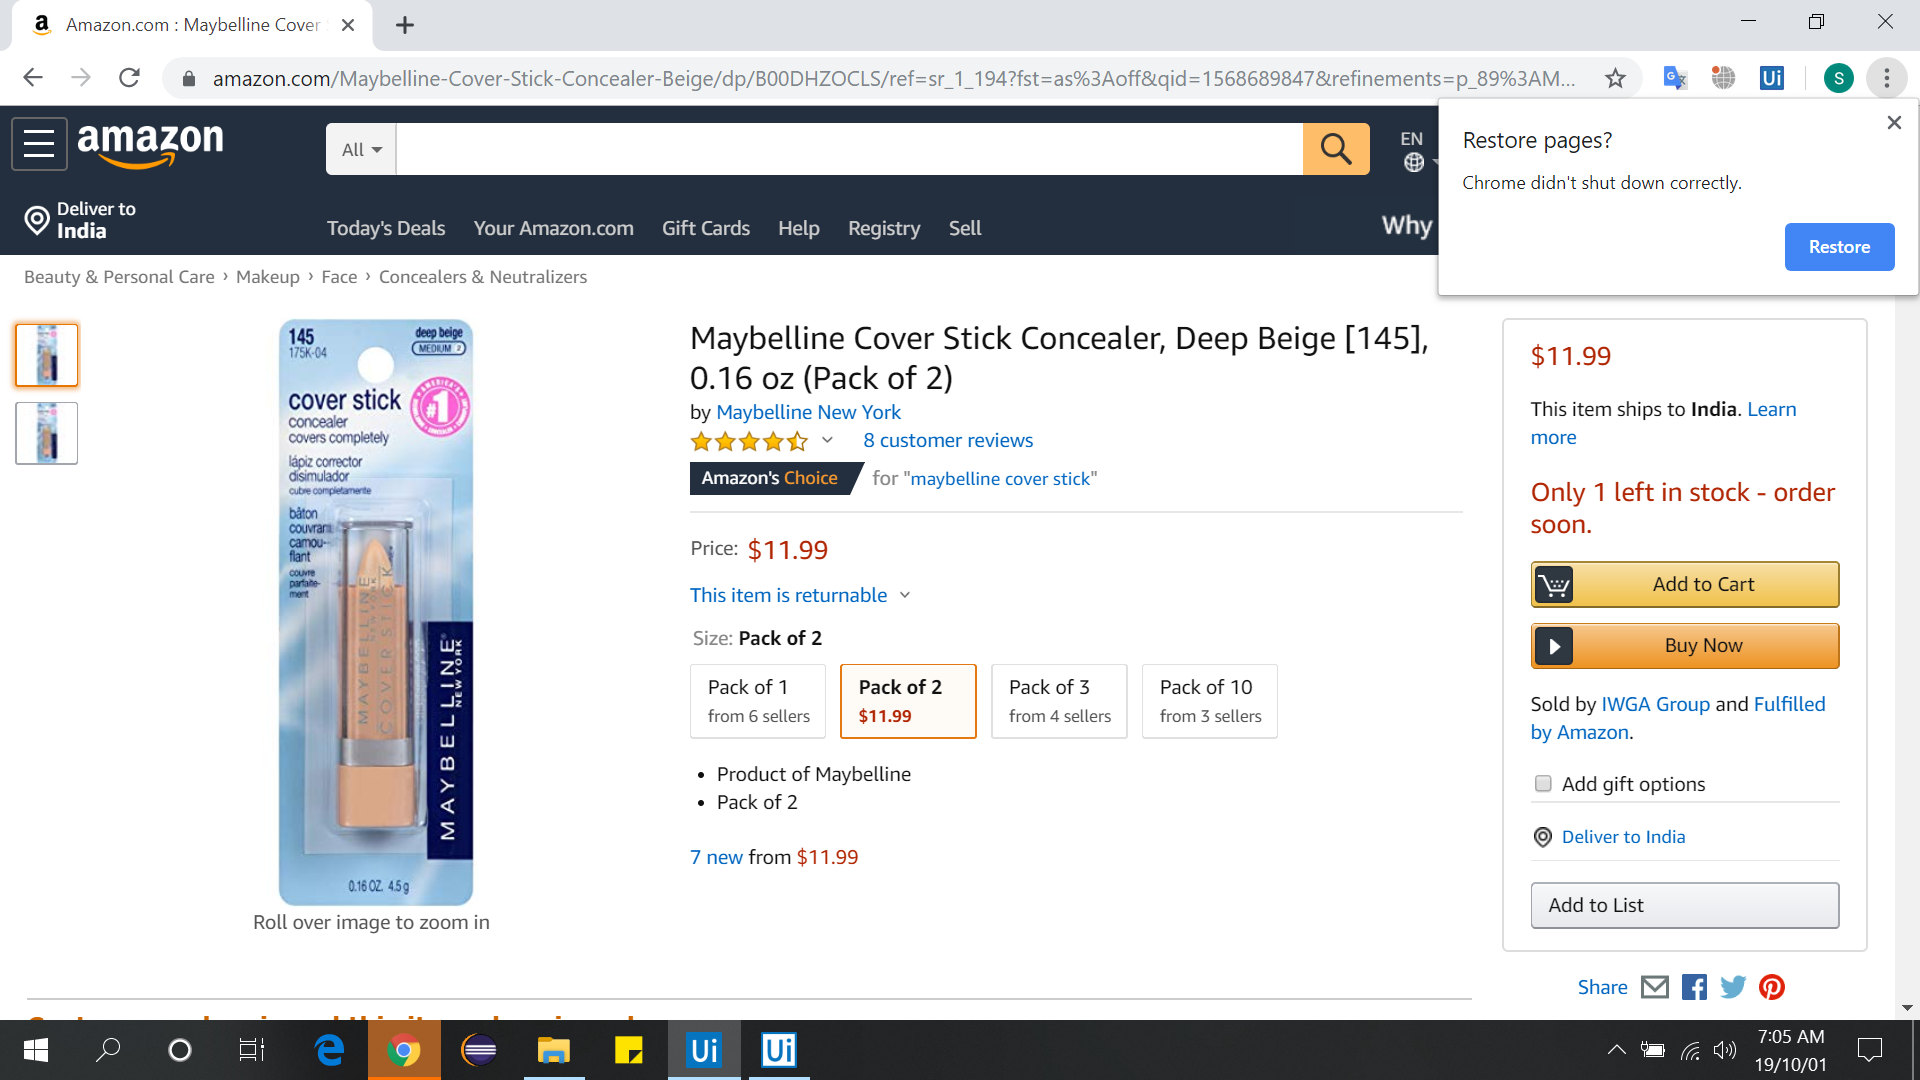 Amazon.com : Maybelline Cover
amazon.com/Maybelline-Cover-Stick-Concealer-Beige/dp/B00DHZOCLS/ref=sr_1_194?fst=as%3Aoff&qid=1568689847&refinements=p_89%3AM...
Ui
S
Restore pages?
Chrome didn't shut down correctly.
Restore
amazon
All
EN
Deliver to
India
Today's Deals
Your Amazon.com
Gift Cards
Help
Registry
Sell
Why
Beauty & Personal Care › Makeup › Face › Concealers & Neutralizers
145
175K-04
deep beige
MEDIUM 2
cover stick
concealer
covers completely
#1
lápiz corrector
disimulador
cubre completamente
bâton
couvrant
camou-
flant
couvre
parfaite-
ment
MAYBELLINE
NEW YORK
COVER STICK
MAYBELLINE
NEW YORK
0.16 OZ. 4.5 g
Roll over image to zoom in
Maybelline Cover Stick Concealer, Deep Beige [145],
0.16 oz (Pack of 2)
by Maybelline New York
8 customer reviews
Amazon's Choice for "maybelline cover stick"
Price: $11.99
This item is returnable
Size: Pack of 2
Pack of 1
from 6 sellers
Pack of 2
$11.99
Pack of 3
from 4 sellers
Pack of 10
from 3 sellers
• Product of Maybelline
• Pack of 2
7 new from $11.99
$11.99
This item ships to India. Learn
more
Only 1 left in stock - order
soon.
Add to Cart
Buy Now
Sold by IWGA Group and Fulfilled
by Amazon.
Add gift options
Deliver to India
Add to List
Share
Ui
Ui
7:05 AM
19/10/01